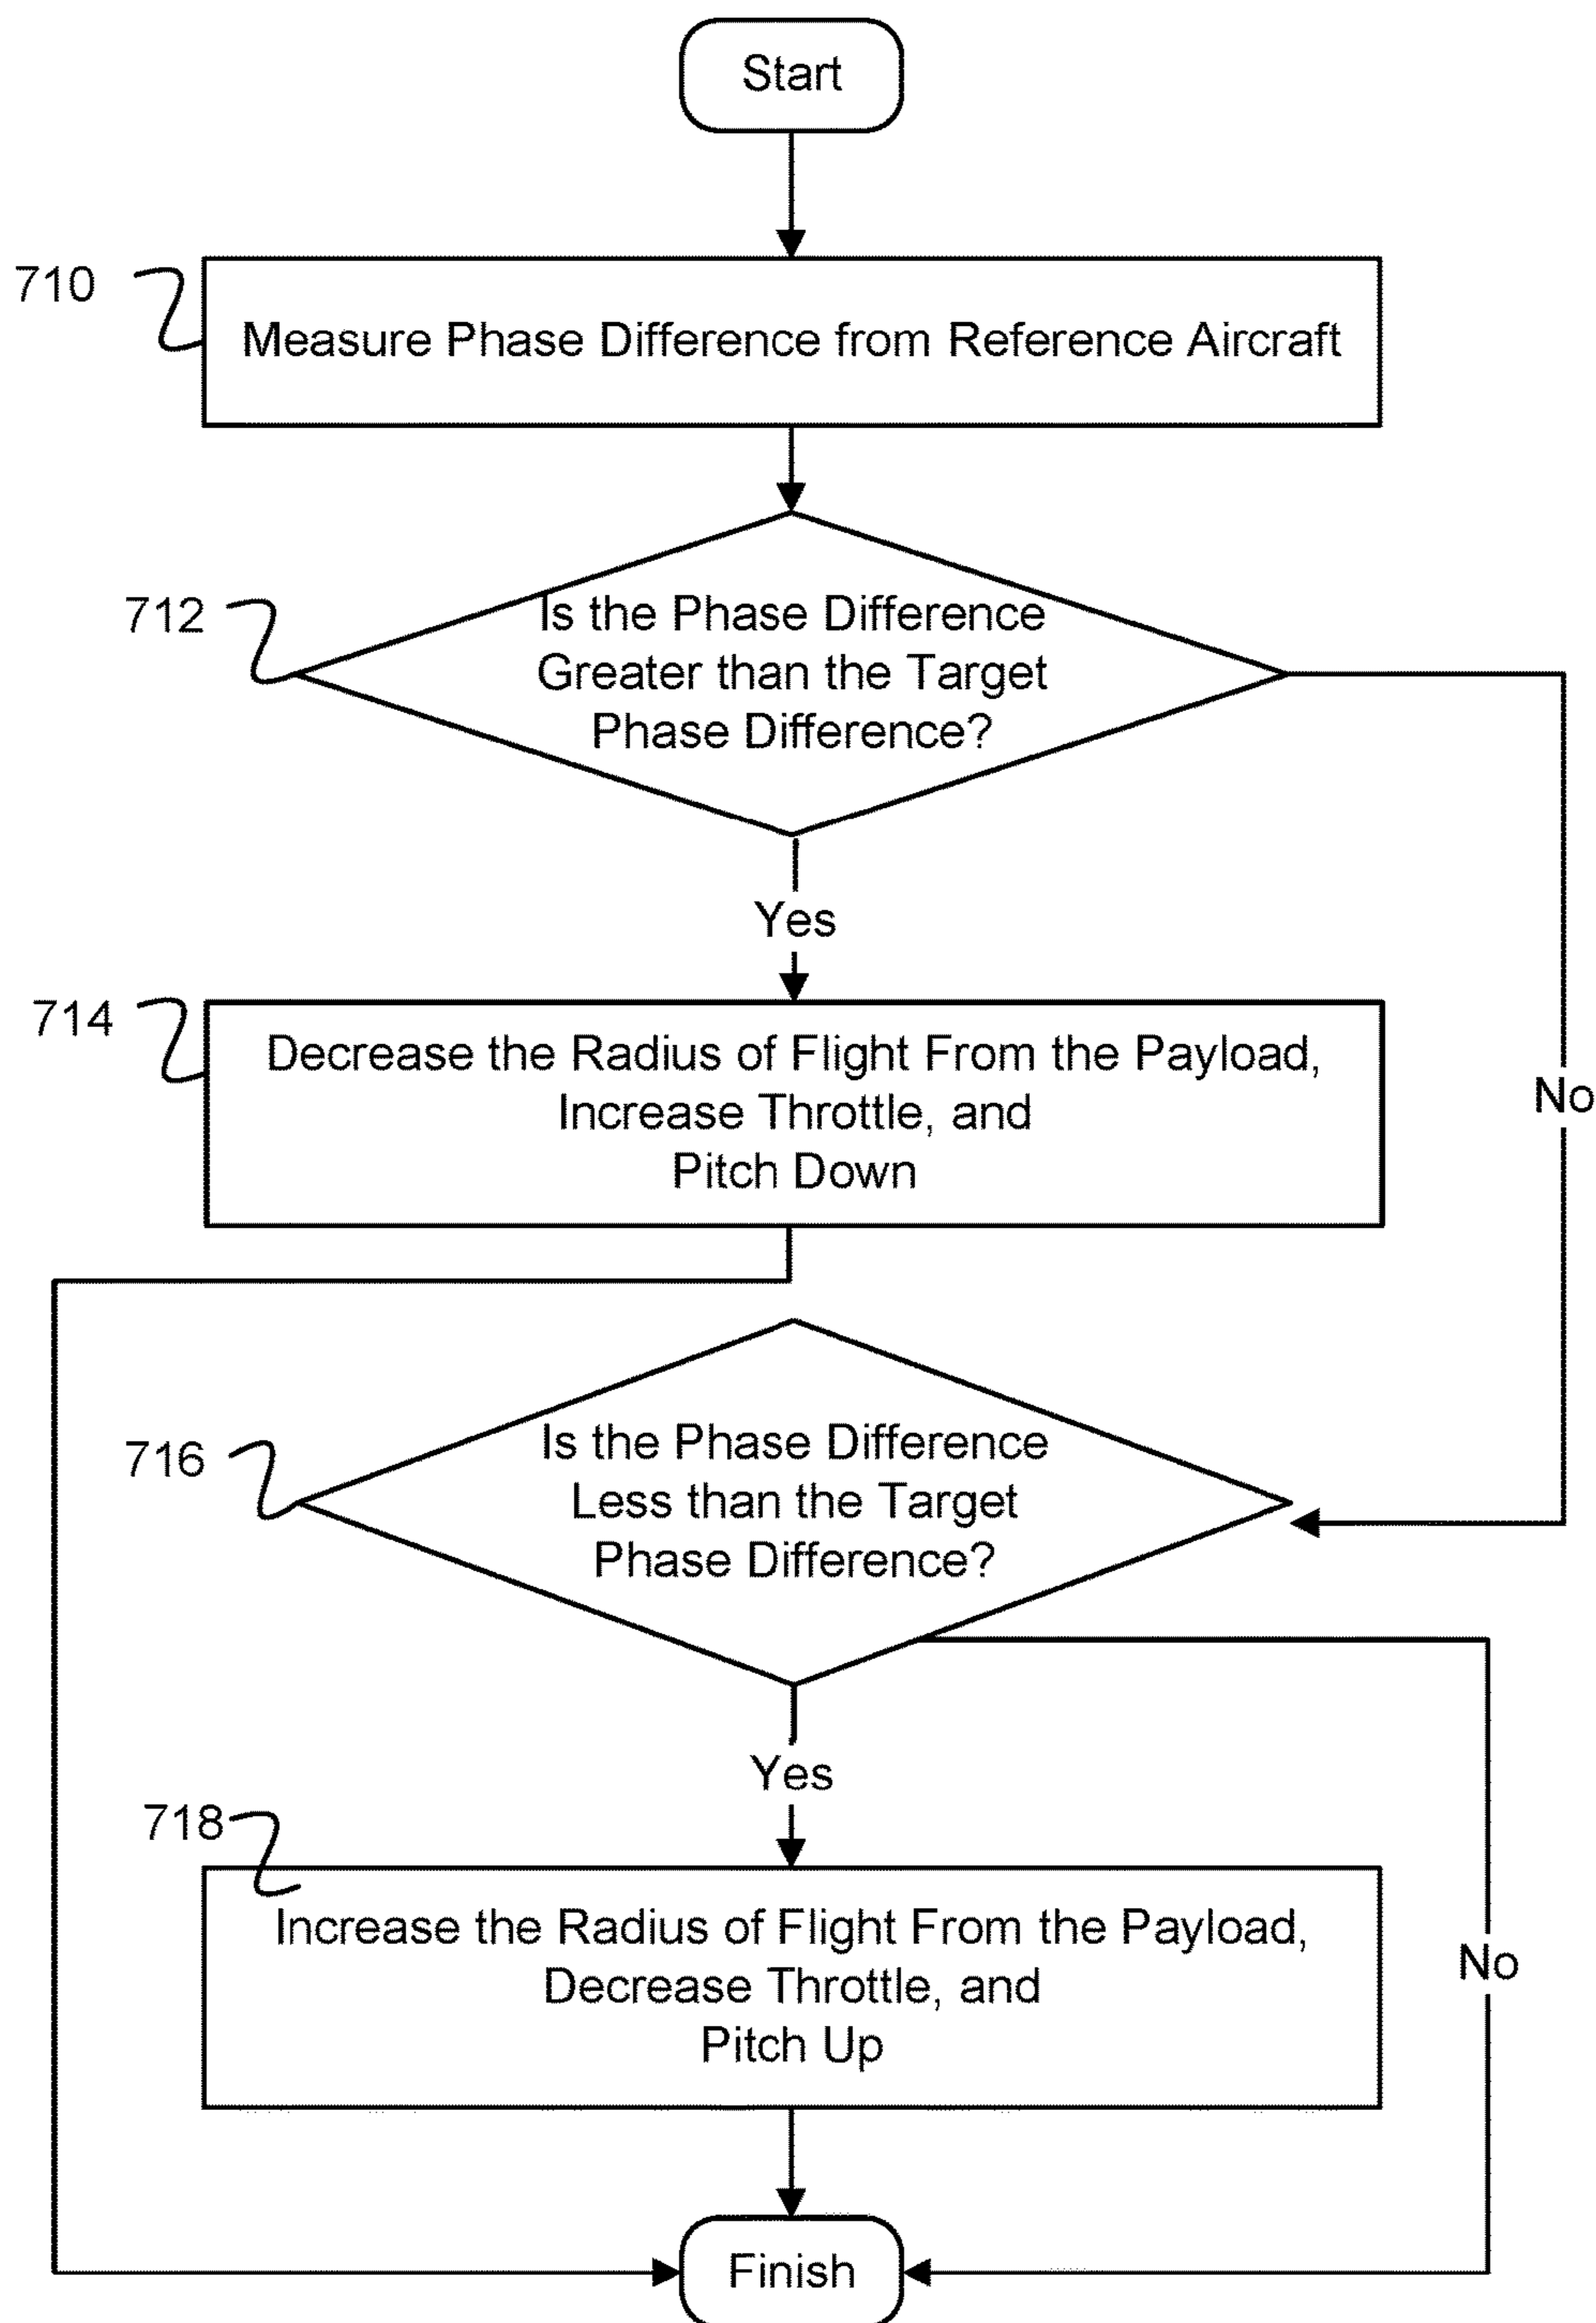 Start
710
Measure Phase Difference from Reference Aircraft
712
Is the Phase Difference
Greater than the Target
Phase Difference?
Yes
714
Decrease the Radius of Flight From the Payload,
Increase Throttle, and
Pitch Down
No
716
Is the Phase Difference
Less than the Target
Phase Difference?
Yes
718
Increase the Radius of Flight From the Payload,
Decrease Throttle, and
Pitch Up
No
Finish